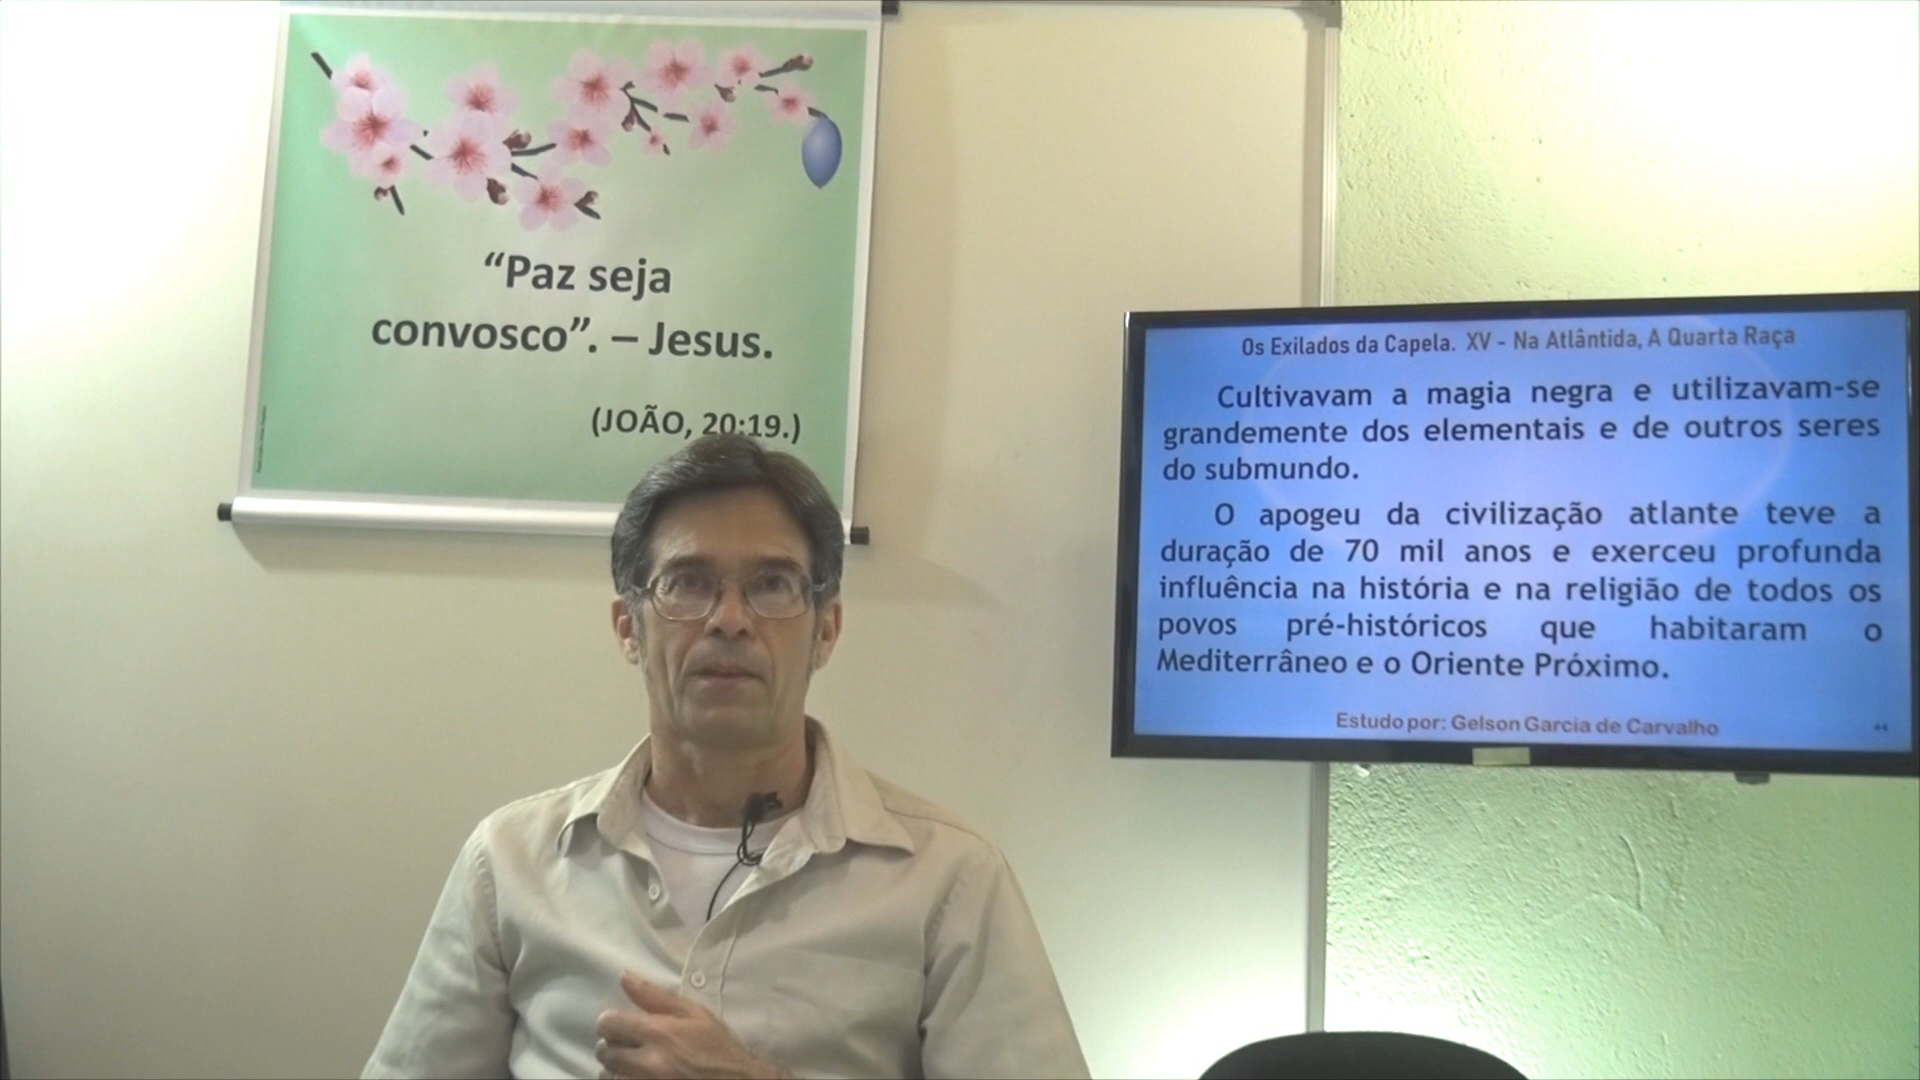 “Paz seja
convosco”. – Jesus.
(JOÃO, 20:19.)
Os Exilados da Capela. XV - Na Atlântida, A Quarta Raça
Cultivavam a magia negra e utilizavam-se
grandemente dos elementais e de outros seres
do submundo.
O apogeu da civilização atlante teve a
duração de 70 mil anos e exerceu profunda
influência na história e na religião de todos os
povos pré-históricos que habitaram o
Mediterrâneo e o Oriente Próximo.
Estudo por: Gelson Garcia de Carvalho
44